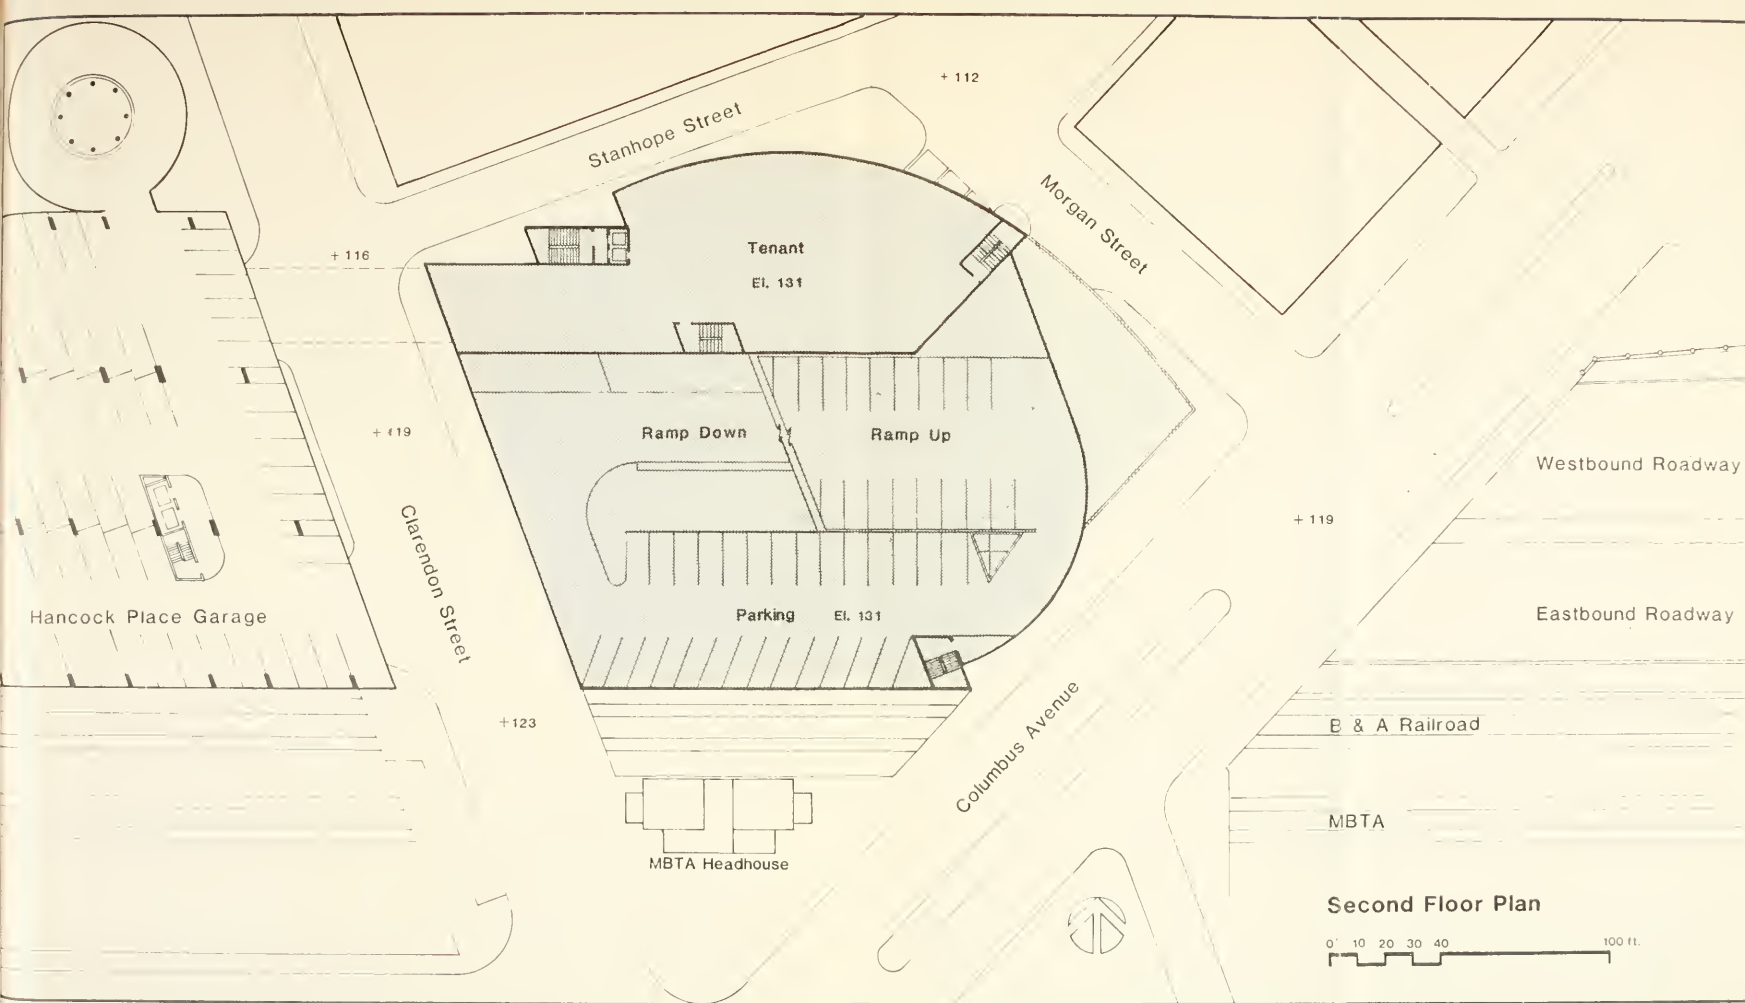 + 112
Stanhope Street
Morgan Street
Tenant
El. 131
+ 116
+ 119
Ramp Down
Ramp Up
Westbound Roadway
Clarendon Street
+ 119
Hancock Place Garage
Parking El. 131
Eastbound Roadway
+ 123
Columbus Avenue
B & A Railroad
MBTA
MBTA Headhouse
Second Floor Plan
0' 10 20 30 40 100 ft.